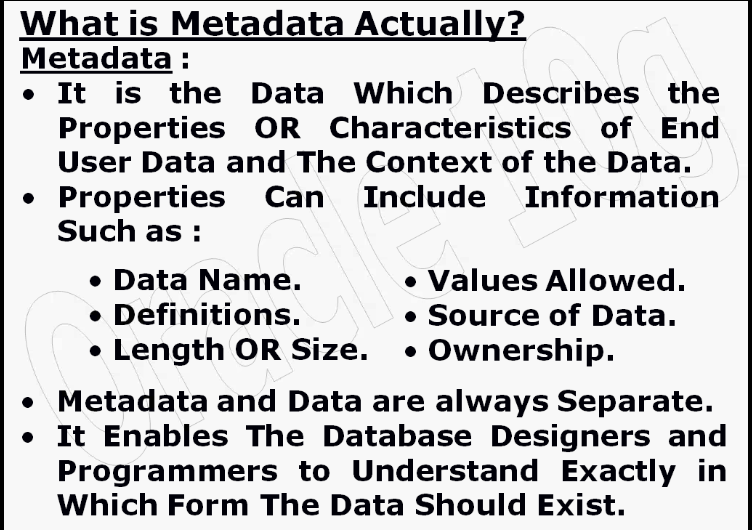 What is Metadata Actually?
Metadata :
• It is the Data Which Describes the
Properties OR Characteristics of End
User Data and The Context of the Data.
• Properties Can Include Information
Such as :
• Data Name.
• Definitions.
• Length OR Size.
• Values Allowed.
• Source of Data.
• Ownership.
• Metadata and Data are always Separate.
• It Enables The Database Designers and
Programmers to Understand Exactly in
Which Form The Data Should Exist.
Oracle 10g